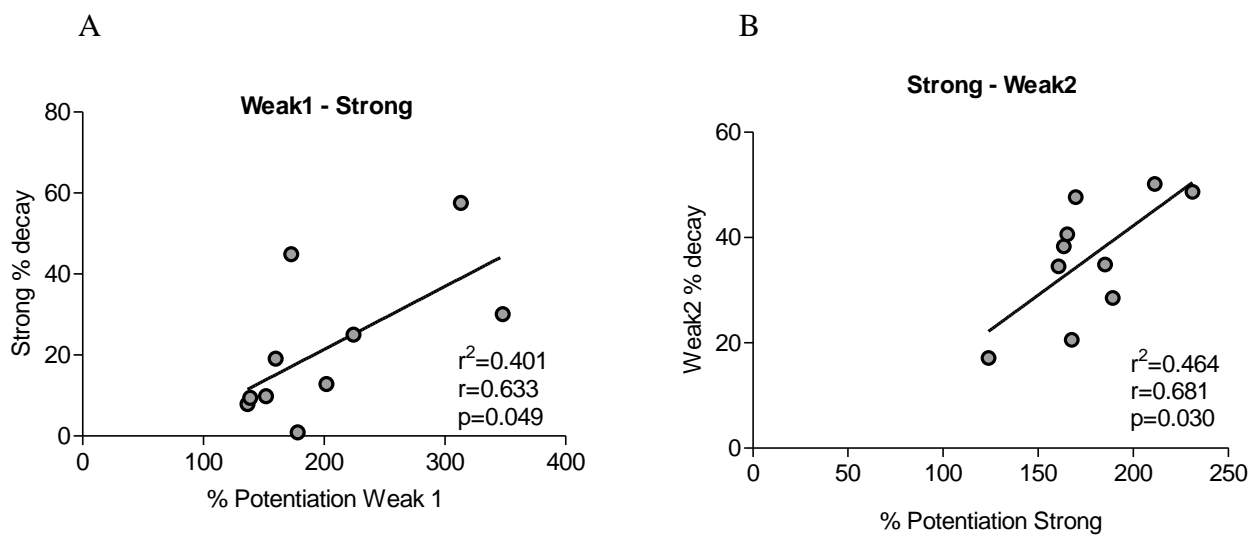 A
Weak1 - Strong
80
60
40
20
0
Strong % decay
0 100 200 300 400
% Potentiation Weak 1
r²=0.401
r=0.633
p=0.049
B
Strong - Weak2
60
40
20
0
Weak2 % decay
0 50 100 150 200 250
% Potentiation Strong
r²=0.464
r=0.681
p=0.030